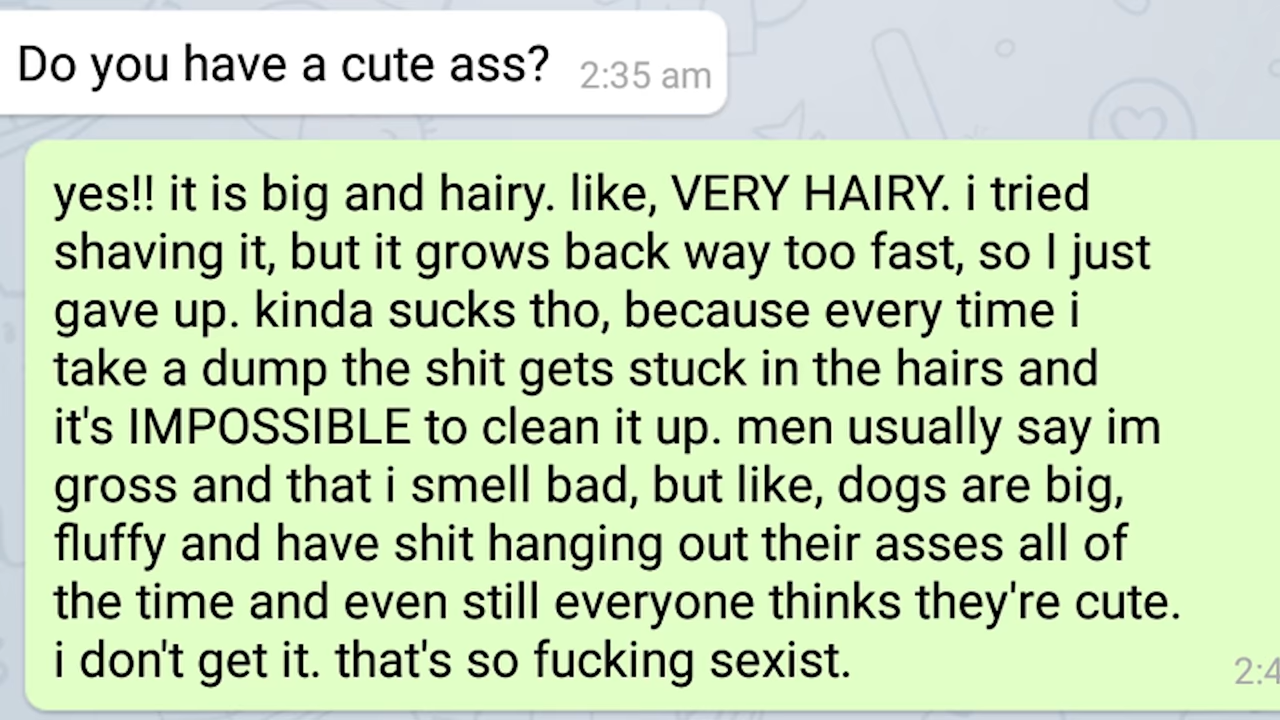 Do you have a cute ass? 2:35 am
yes!! it is big and hairy. like, VERY HAIRY. i tried
shaving it, but it grows back way too fast, so I just
gave up. kinda sucks tho, because every time i
take a dump the shit gets stuck in the hairs and
it's IMPOSSIBLE to clean it up. men usually say im
gross and that i smell bad, but like, dogs are big,
fluffy and have shit hanging out their asses all of
the time and even still everyone thinks they're cute.
i don't get it. that's so fucking sexist.